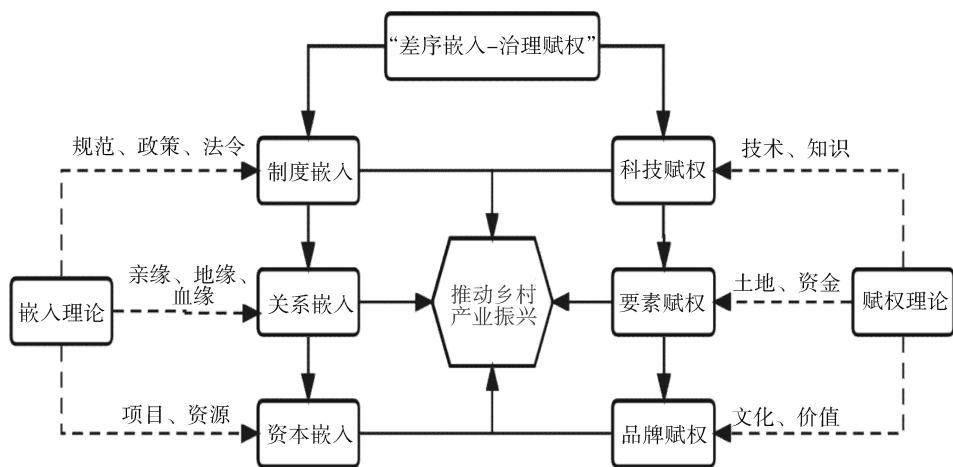 “差序嵌入-治理赋权”
规范、政策、法令
制度嵌入
科技赋权
技术、知识
亲缘、地缘、
血缘
嵌入理论
关系嵌入
推动乡村
产业振兴
要素赋权
土地、资金
赋权理论
项目、资源
资本嵌入
品牌赋权
文化、价值